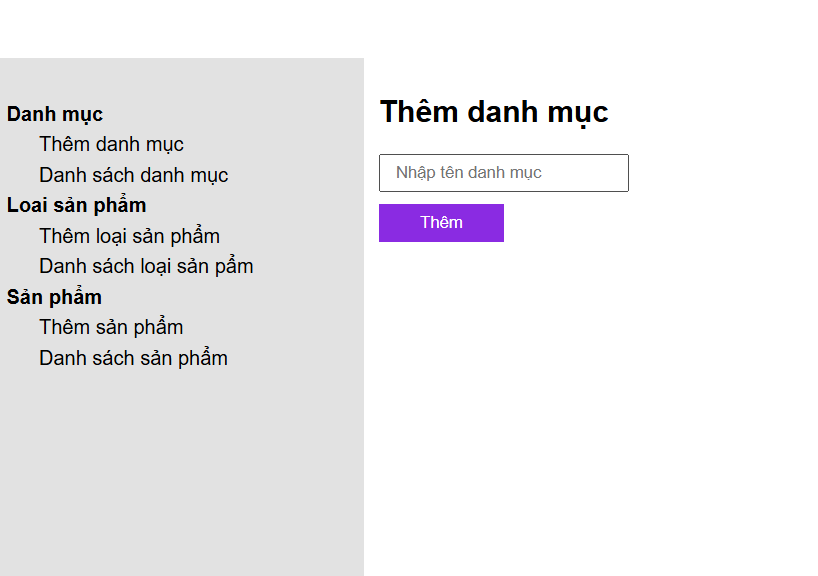 Danh mục
Thêm danh mục
Danh sách danh mục
Loai sản phẩm
Thêm loại sản phẩm
Danh sách loại sản pẩm
Sản phẩm
Thêm sản phẩm
Danh sách sản phẩm
Thêm danh mục
Nhập tên danh mục
Thêm